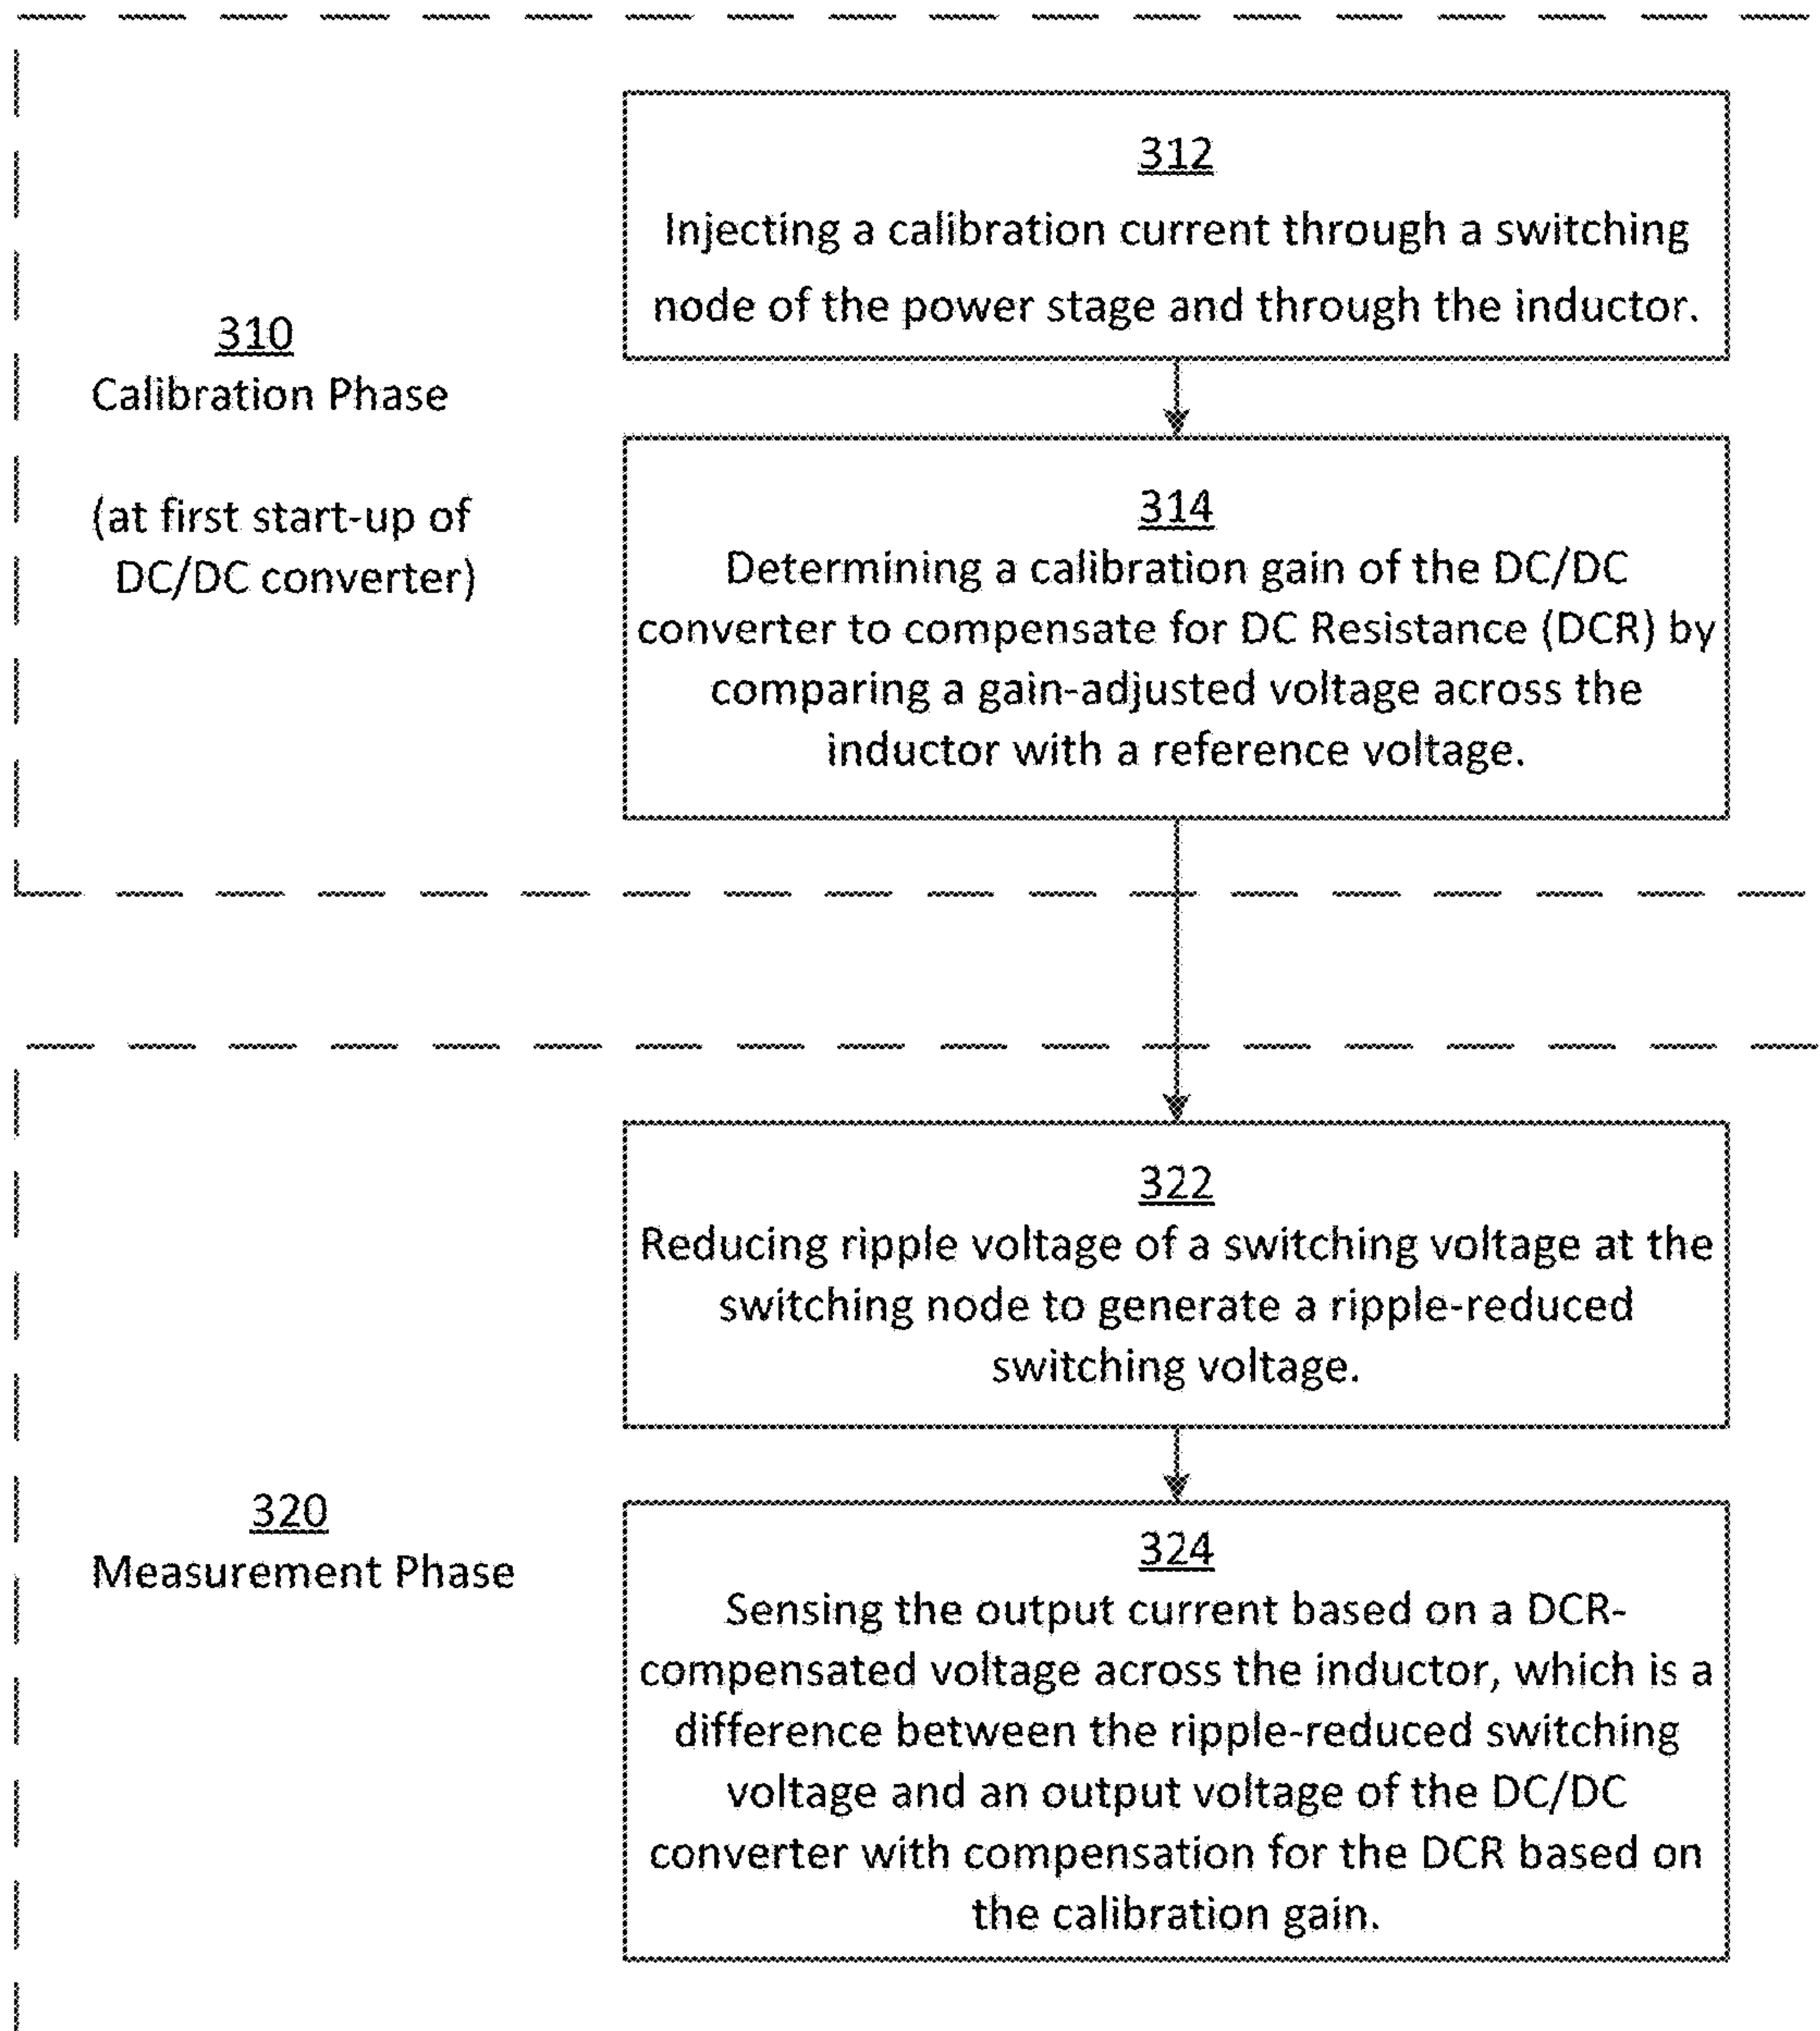 310
Calibration Phase
(at first start-up of
DC/DC converter)
312
Injecting a calibration current through a switching
node of the power stage and through the inductor.
314
Determining a calibration gain of the DC/DC
converter to compensate for DC Resistance (DCR) by
comparing a gain-adjusted voltage across the
inductor with a reference voltage.
320
Measurement Phase
322
Reducing ripple voltage of a switching voltage at the
switching node to generate a ripple-reduced
switching voltage.
324
Sensing the output current based on a DCR-
compensated voltage across the inductor, which is a
difference between the ripple-reduced switching
voltage and an output voltage of the DC/DC
converter with compensation for the DCR based on
the calibration gain.